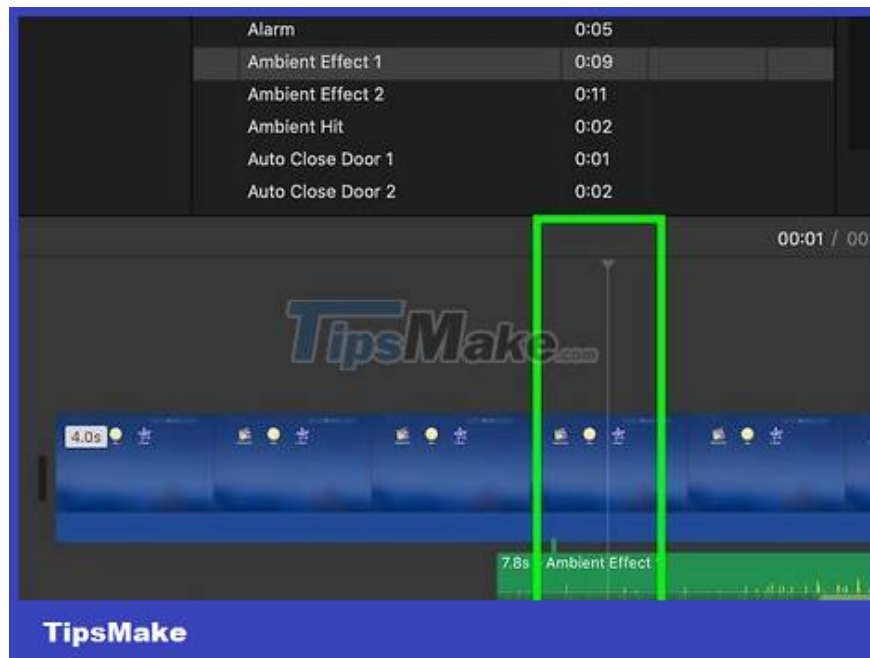 Alarm 0:05
Ambient Effect 1 0:09
Ambient Effect 2 0:11
Ambient Hit 0:02
Auto Close Door 1 0:01
Auto Close Door 2 0:02
00:01 / 00:
TipsMake.com
4.0s
7.8s - Ambient Effect
TipsMake